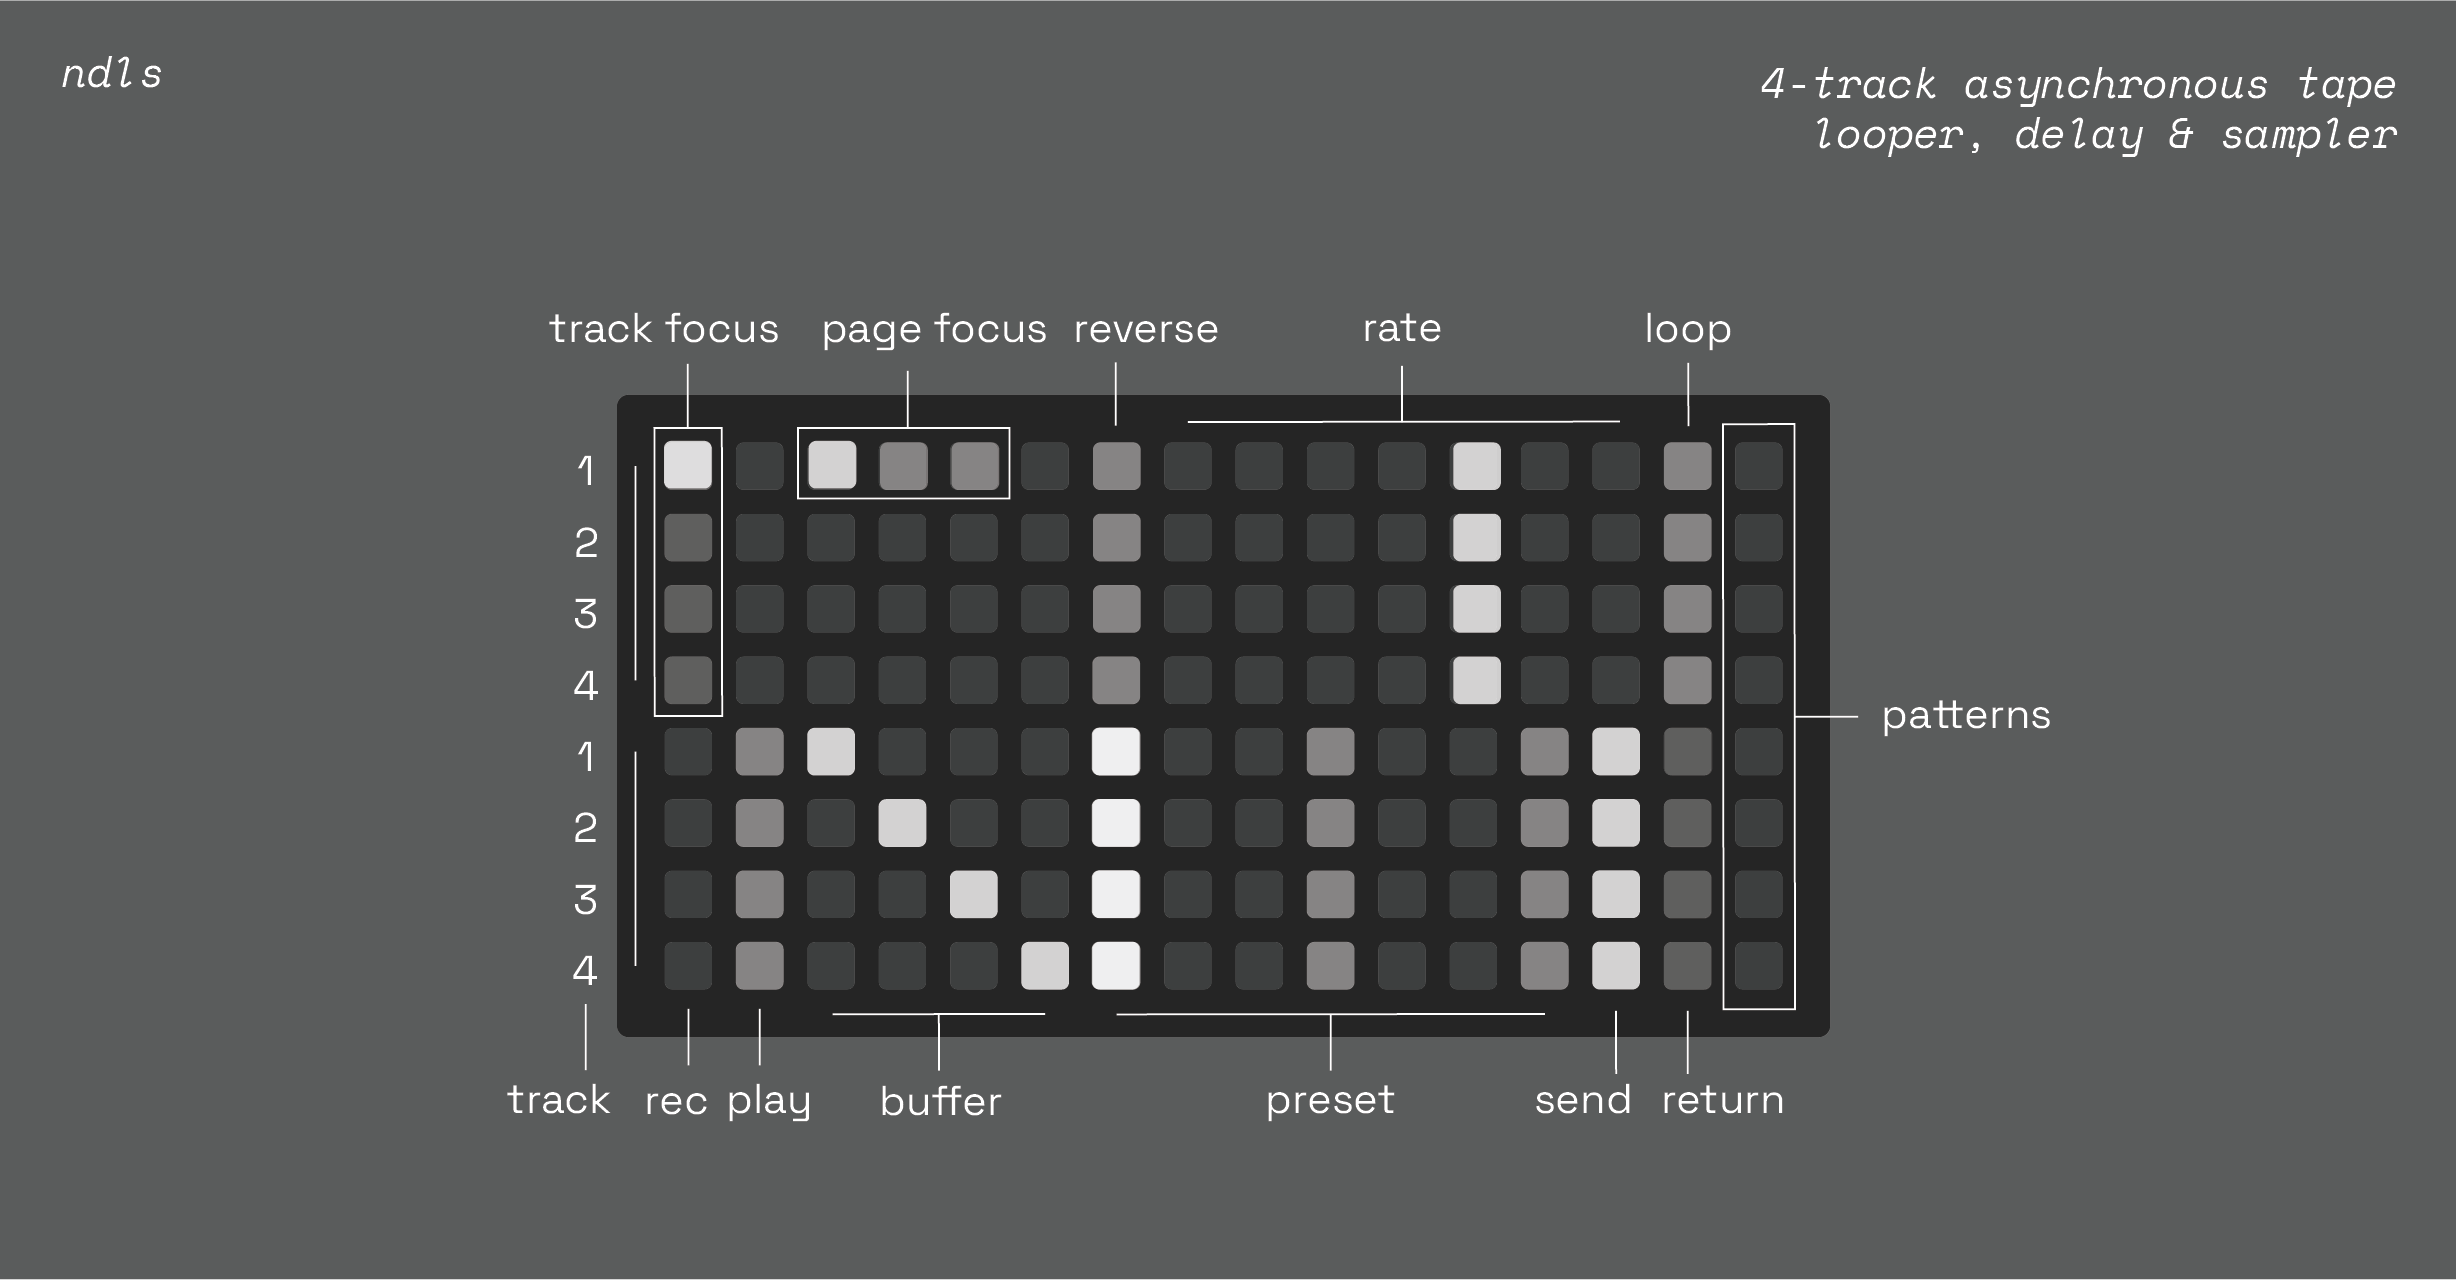 ndls
4-track asynchronous tape
looper, delay & sampler
track focus
page focus
reverse
rate
loop
1
2
3
4
1
2
3
4
patterns
track
rec
play
buffer
preset
send
return